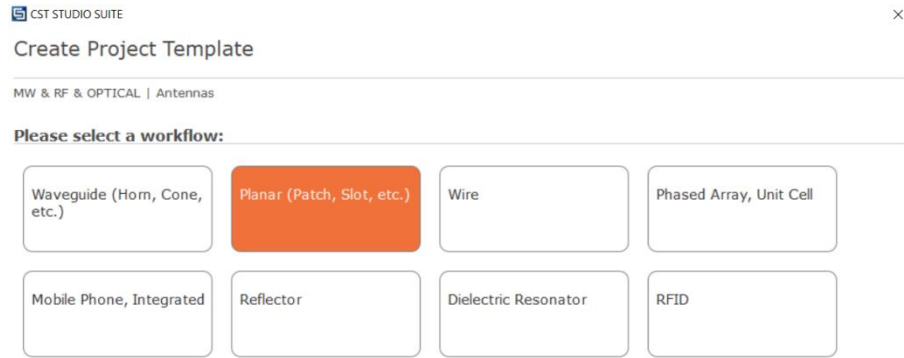 CST STUDIO SUITE
Create Project Template
MW & RF & OPTICAL | Antennas
Please select a workflow:
Waveguide (Horn, Cone,
etc.)
Planar (Patch, Slot, etc.)
Wire
Phased Array, Unit Cell
Mobile Phone, Integrated
Reflector
Dielectric Resonator
RFID